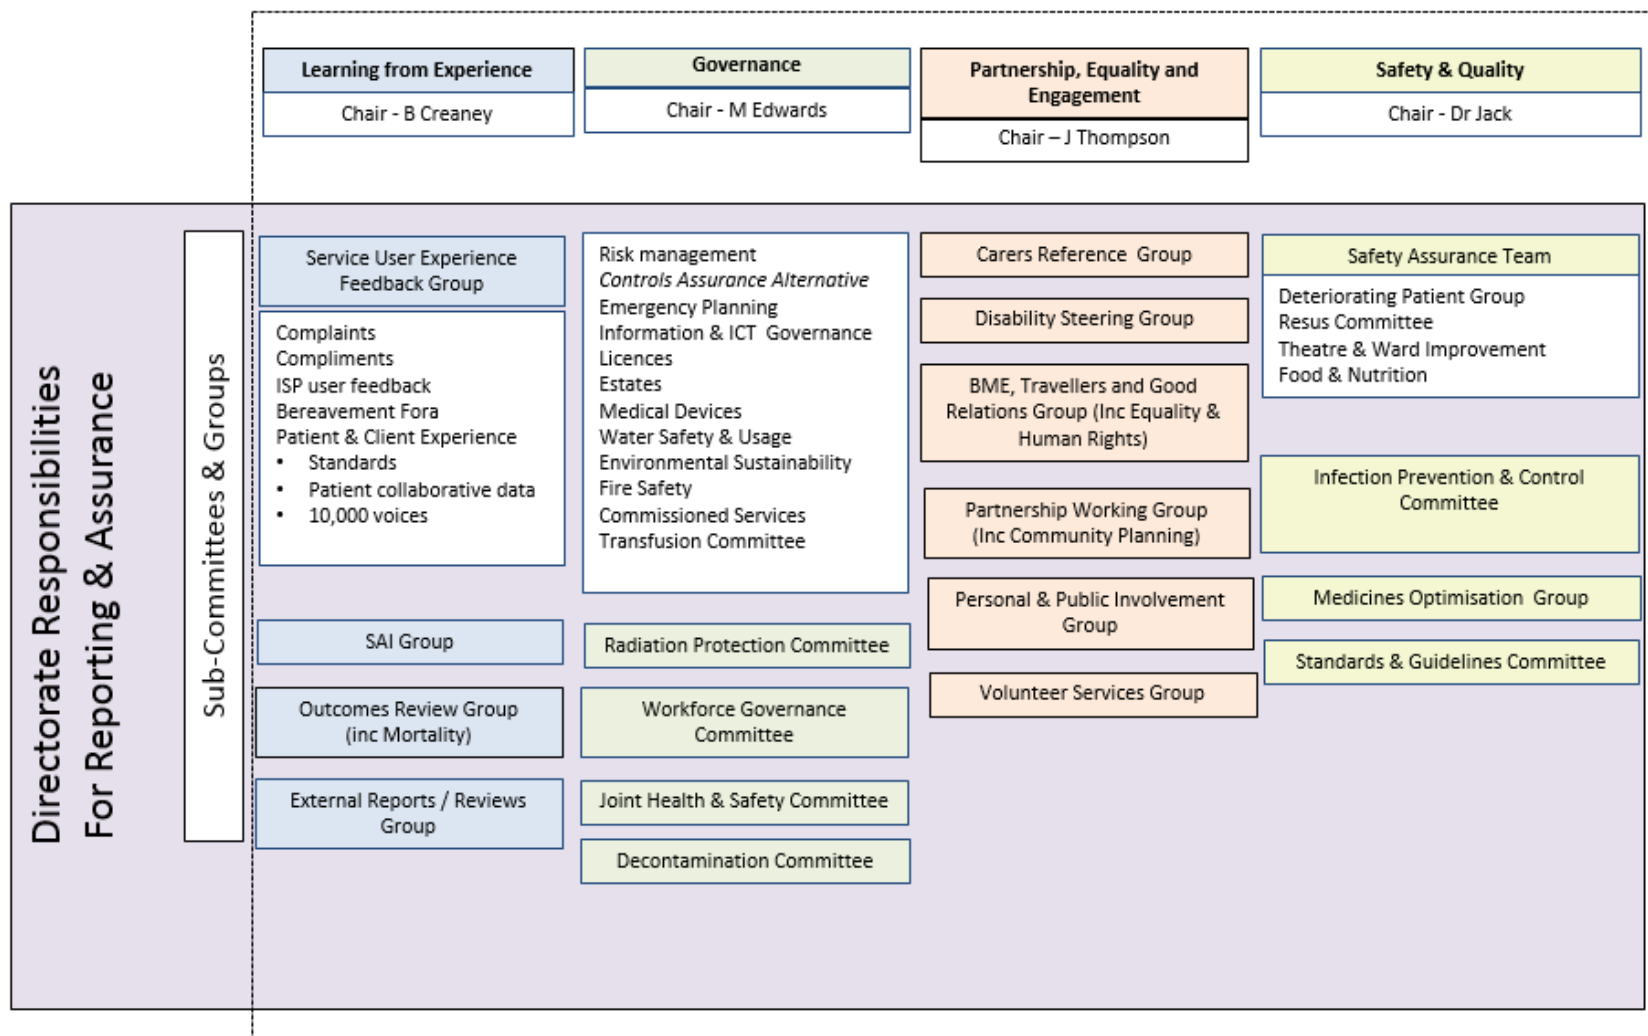 Learning from Experience
Chair - B Creaney
Governance
Chair - M Edwards
Partnership, Equality and
Engagement
Chair – J Thompson
Safety & Quality
Chair - Dr Jack
Directorate Responsibilities
For Reporting & Assurance
Sub-Committees & Groups
Service User Experience
Feedback Group
Complaints
Compliments
ISP user feedback
Bereavement Fora
Patient & Client Experience
• Standards
• Patient collaborative data
• 10,000 voices
SAI Group
Outcomes Review Group
(inc Mortality)
External Reports / Reviews
Group
Risk management
Controls Assurance Alternative
Emergency Planning
Information & ICT Governance
Licences
Estates
Medical Devices
Water Safety & Usage
Environmental Sustainability
Fire Safety
Commissioned Services
Transfusion Committee
Radiation Protection Committee
Workforce Governance
Committee
Joint Health & Safety Committee
Decontamination Committee
Carers Reference Group
Disability Steering Group
BME, Travellers and Good
Relations Group (Inc Equality &
Human Rights)
Partnership Working Group
(Inc Community Planning)
Personal & Public Involvement
Group
Volunteer Services Group
Safety Assurance Team
Deteriorating Patient Group
Resus Committee
Theatre & Ward Improvement
Food & Nutrition
Infection Prevention & Control
Committee
Medicines Optimisation Group
Standards & Guidelines Committee